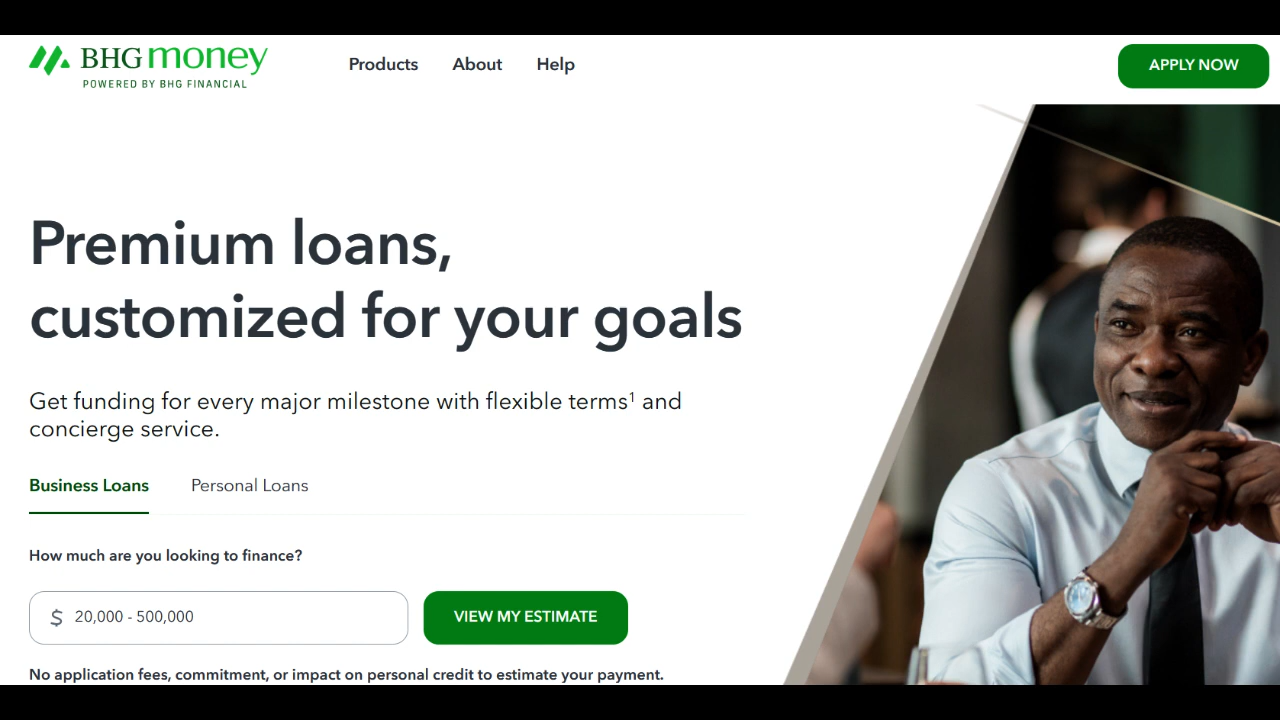 BHG money
POWERED BY BHG FINANCIAL
Products About Help
APPLY NOW
Premium loans,
customized for your goals
Get funding for every major milestone with flexible terms¹ and
concierge service.
Business Loans Personal Loans
How much are you looking to finance?
$ 20,000 - 500,000
VIEW MY ESTIMATE
No application fees, commitment, or impact on personal credit to estimate your payment.